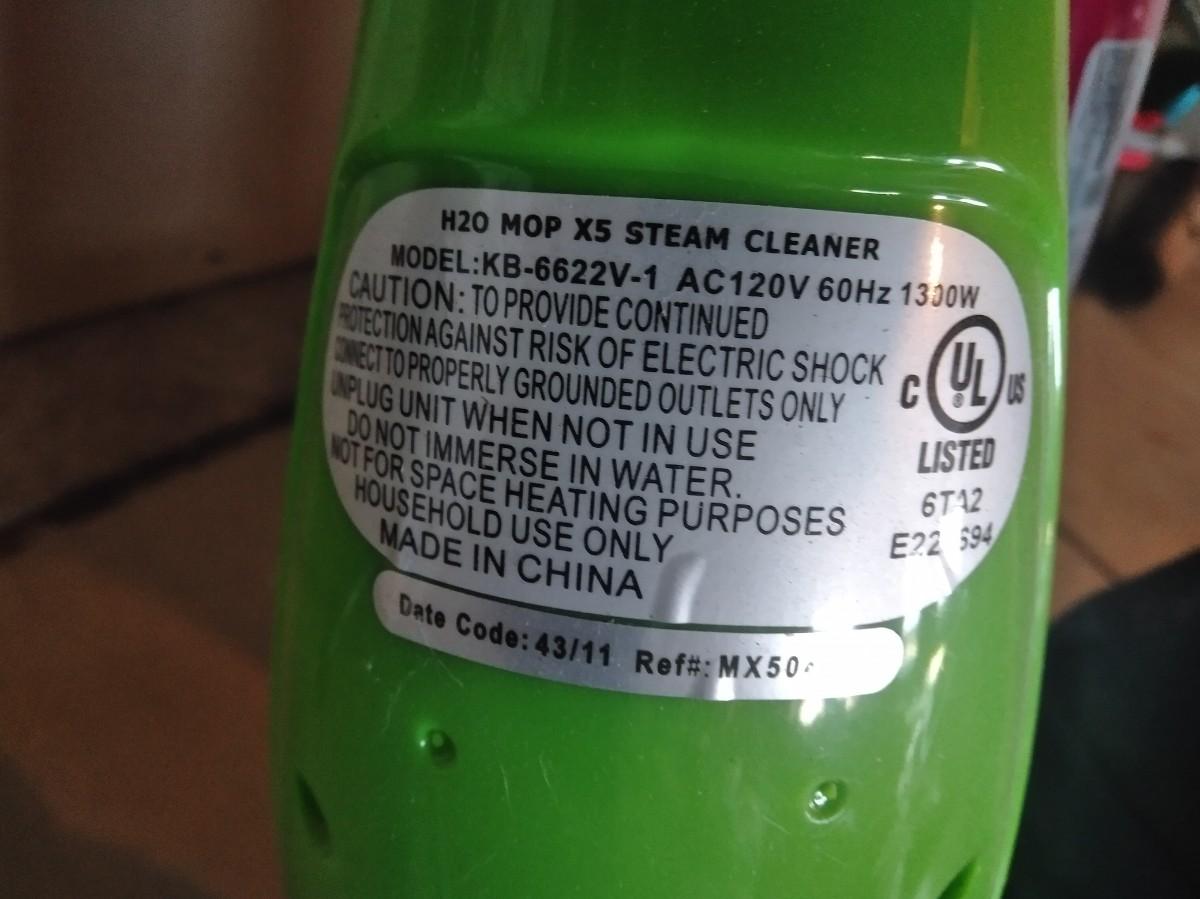 H2O MOP X5 STEAM CLEANER
MODEL:KB-6622V-1 AC120V 60Hz 1300W
CAUTION: TO PROVIDE CONTINUED
PROTECTION AGAINST RISK OF ELECTRIC SHOCK
CONNECT TO PROPERLY GROUNDED OUTLETS ONLY
UNPLUG UNIT WHEN NOT IN USE
DO NOT IMMERSE IN WATER.
NOT FOR SPACE HEATING PURPOSES
HOUSEHOLD USE ONLY
MADE IN CHINA
C UL ® US
LISTED
6TA2
Date Code: 43/11 Ref#: